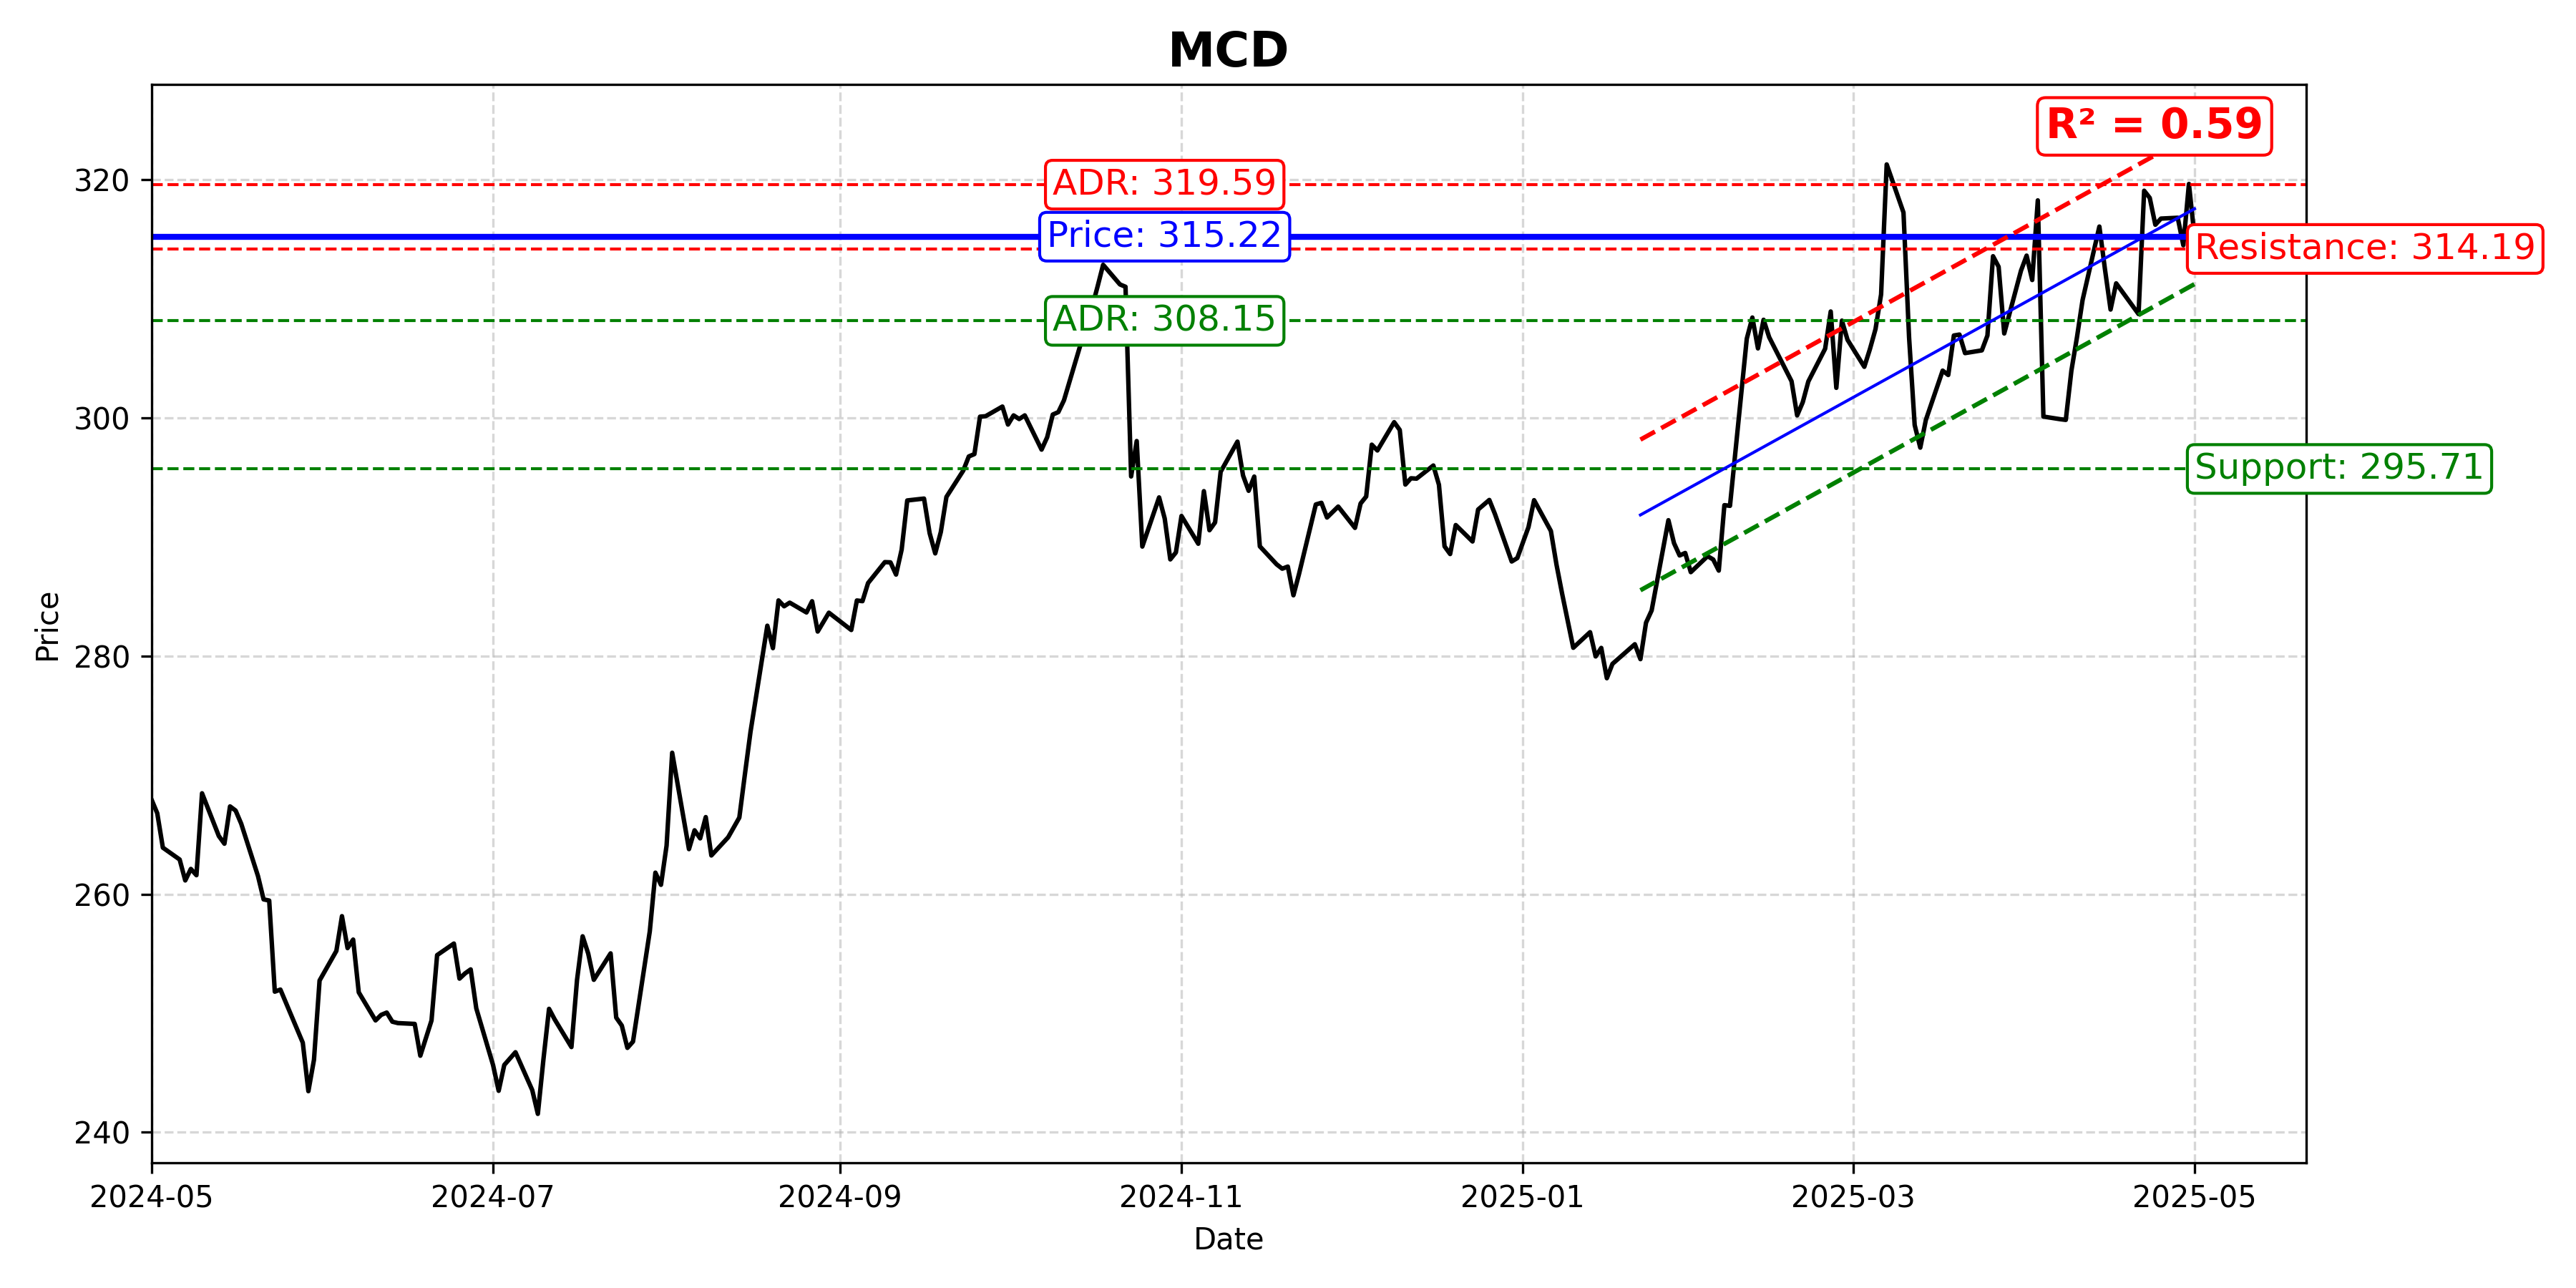 MCD
R² = 0.59
ADR: 319.59
Price: 315.22
Resistance: 314.19
ADR: 308.15
Support: 295.71
320
300
280
260
240
Price
2024-05
2024-07
2024-09
2024-11
2025-01
2025-03
2025-05
Date